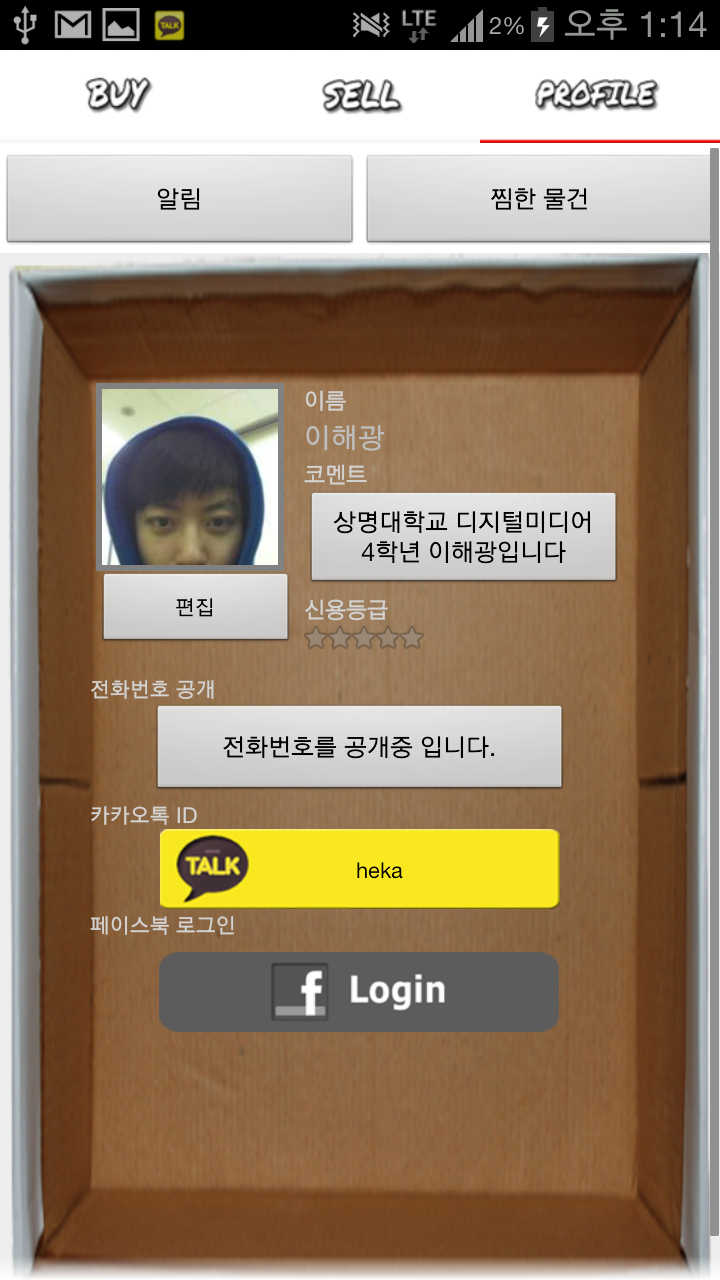 TALK LTE 2% 오후 1:14
BUY SELL PROFILE
알림 찜한 물건
이름
이해광
코멘트
상명대학교 디지털미디어
4학년 이해광입니다
편집
신용등급
전화번호 공개
전화번호를 공개중 입니다.
카카오톡 ID
TALK heka
페이스북 로그인
f Login